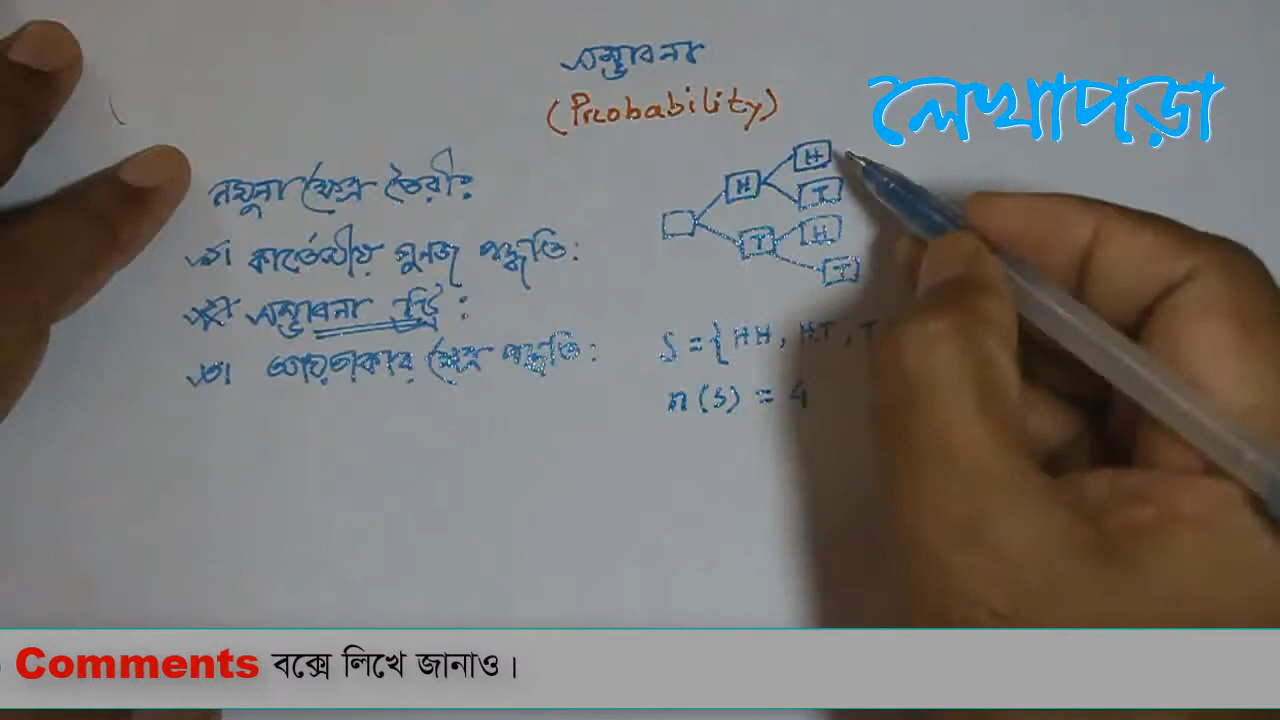 সম্ভাবনা
(Probability)
লেখাপড়া
নমুনা ক্ষেত্র তৈরীর
১। কার্তেসীয় গুনজ পদ্ধতি:
২। সম্ভাবনা ট্রি:
৩। আয়তাকার ক্ষেত্র পদ্ধতি:
H
H
T
T
H
T
S = { HH, HT, T
n(S) = 4
Comments বক্সে লিখে জানাও।